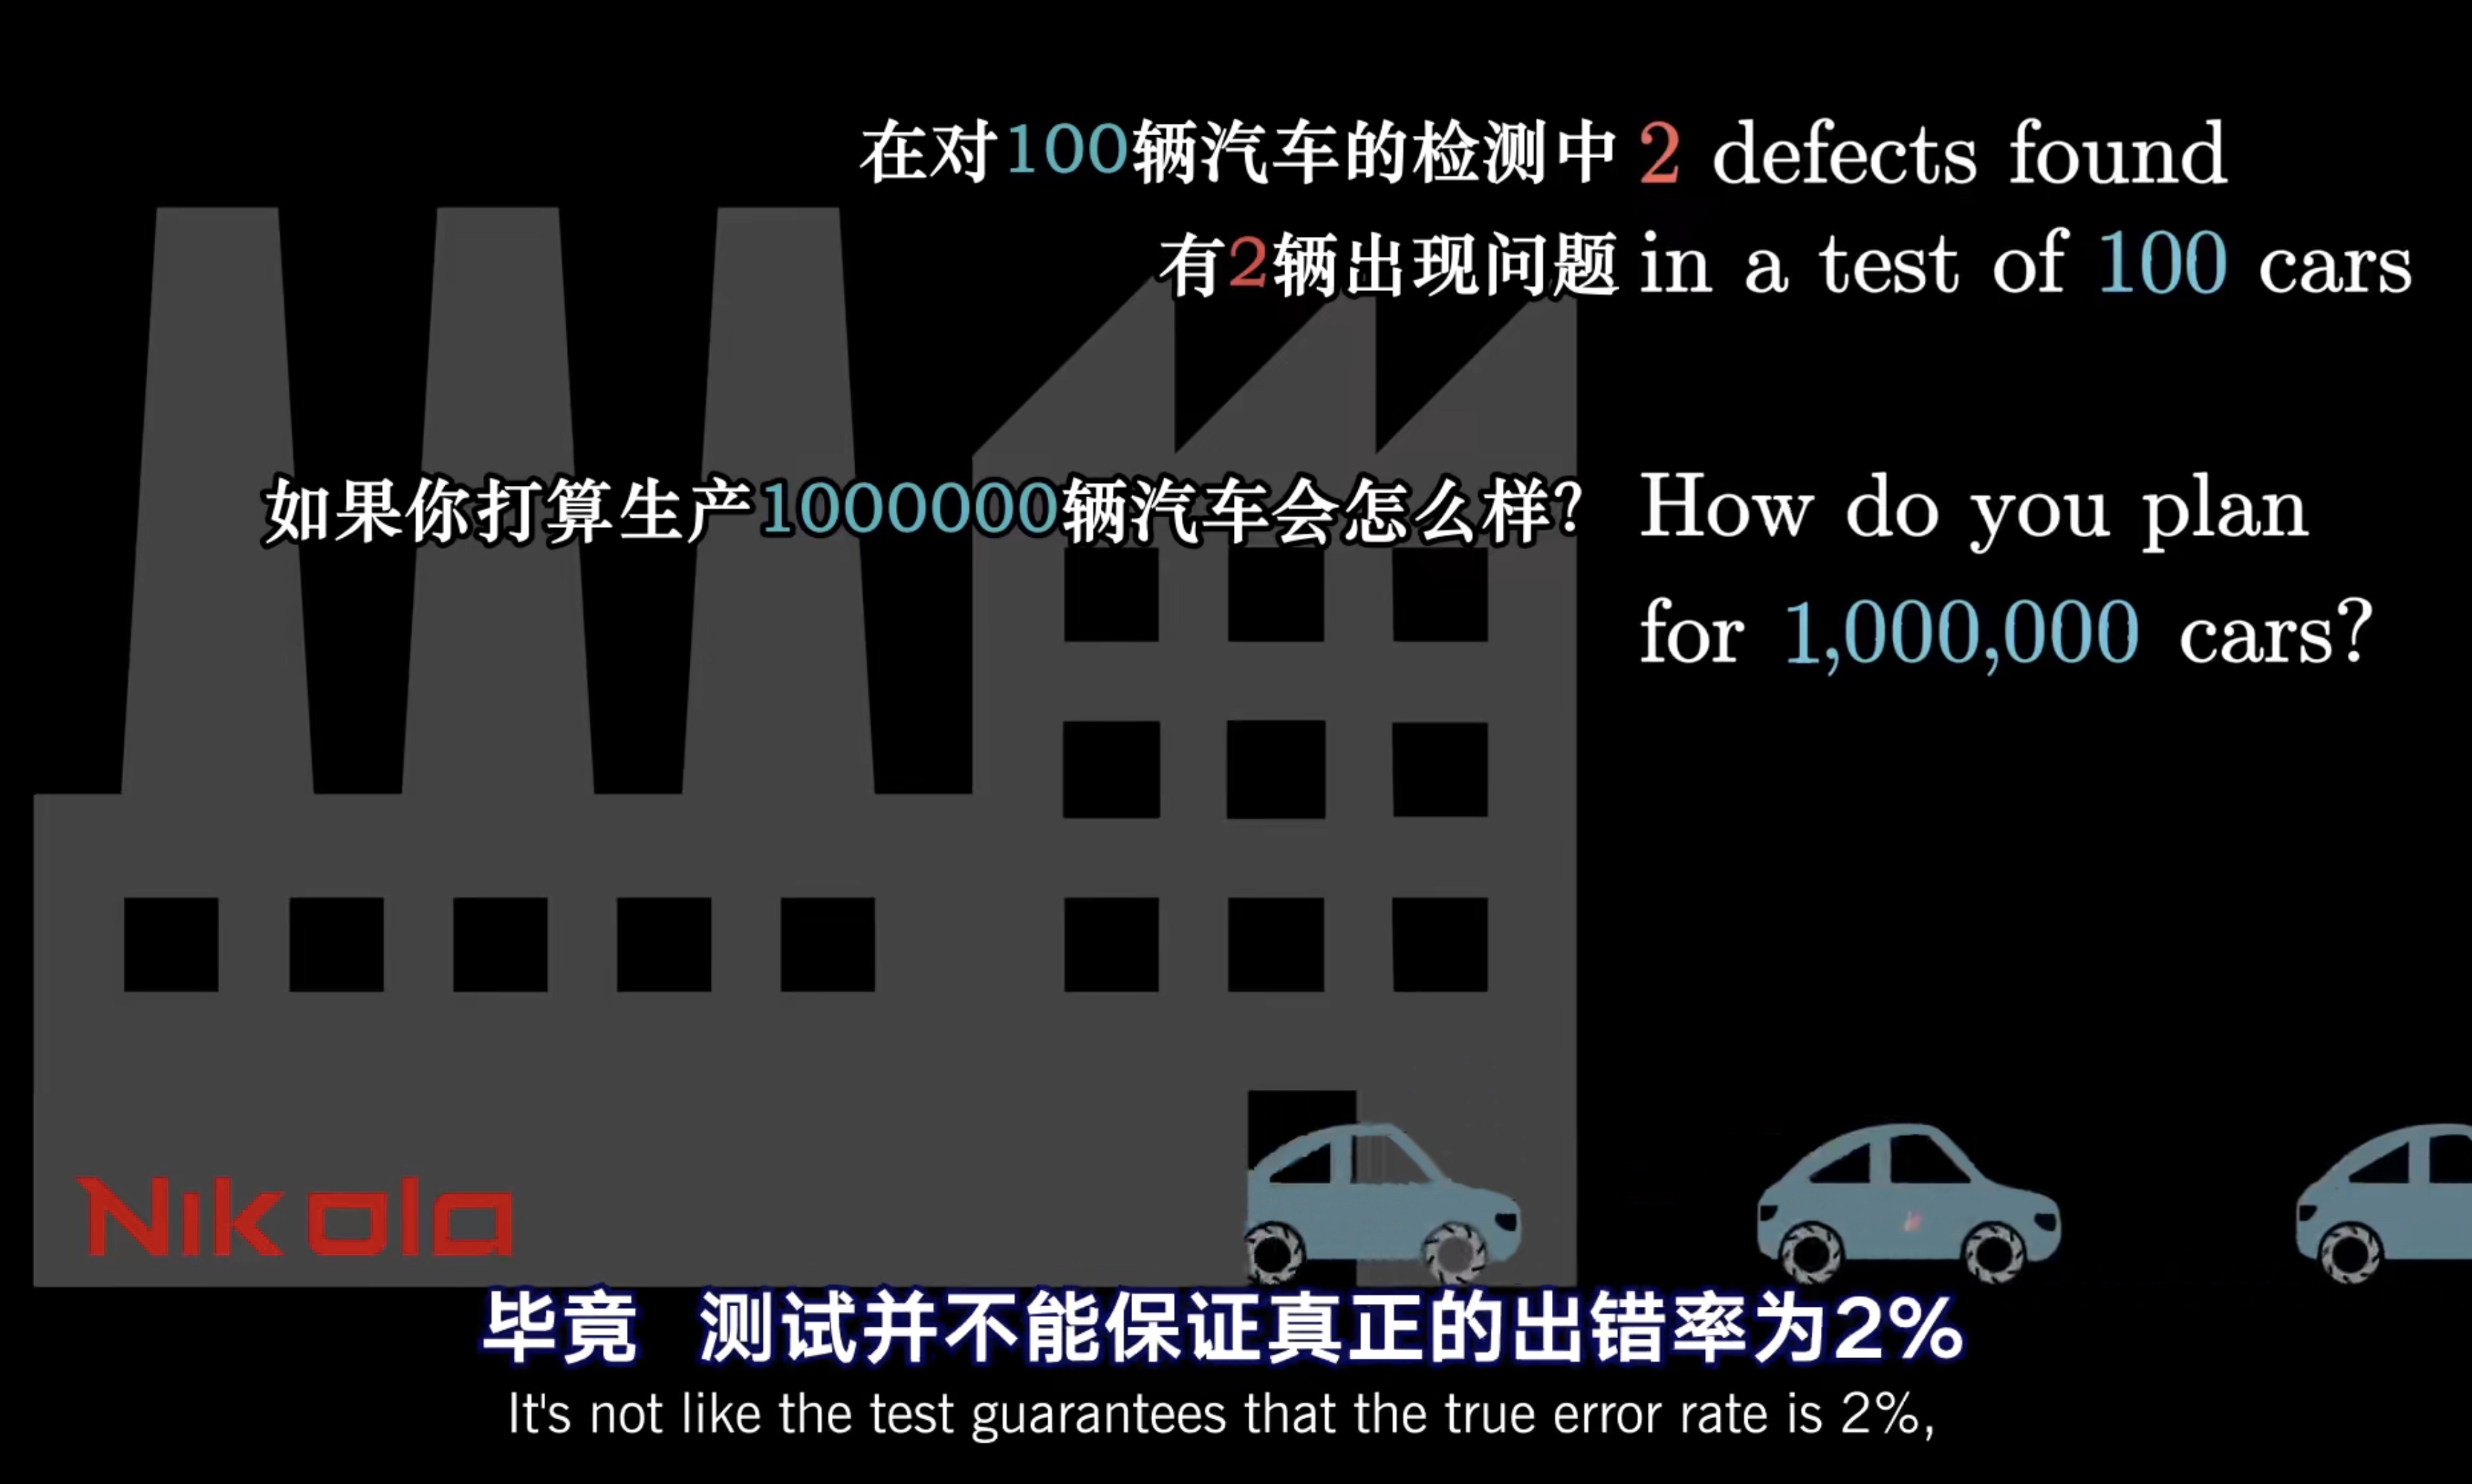 在对100辆汽车的检测中
有2辆出现问题
2 defects found
in a test of 100 cars
如果你打算生产1000000辆汽车会怎么样?
How do you plan
for 1,000,000 cars?
Nikola
毕竟 测试并不能保证真正的出错率为2%
It's not like the test guarantees that the true error rate is 2%,